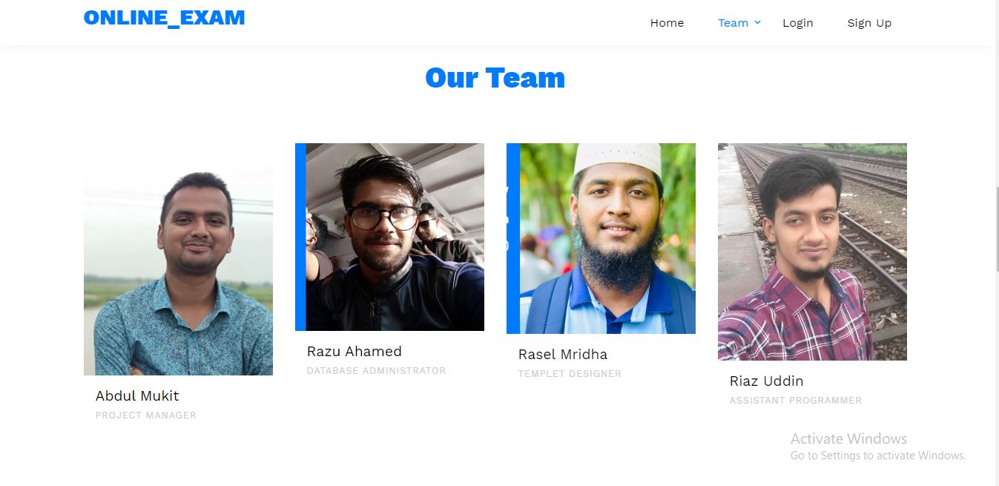 ONLINE_EXAM
Home Team Login Sign Up
Our Team
Abdul Mukit
PROJECT MANAGER
Razu Ahamed
DATABASE ADMINISTRATOR
Rasel Mridha
TEMPLET DESIGNER
Riaz Uddin
ASSISTANT PROGRAMMER
Activate Windows
Go to Settings to activate Windows.